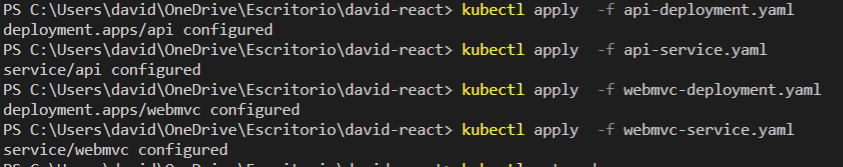 PS C:\Users\david\OneDrive\Escritorio\david-react> kubectl apply  -f api-deployment.yaml
deployment.apps/api configured
PS C:\Users\david\OneDrive\Escritorio\david-react> kubectl apply  -f api-service.yaml
service/api configured
PS C:\Users\david\OneDrive\Escritorio\david-react> kubectl apply  -f webmvc-deployment.yaml
deployment.apps/webmvc configured
PS C:\Users\david\OneDrive\Escritorio\david-react> kubectl apply  -f webmvc-service.yaml
service/webmvc configured